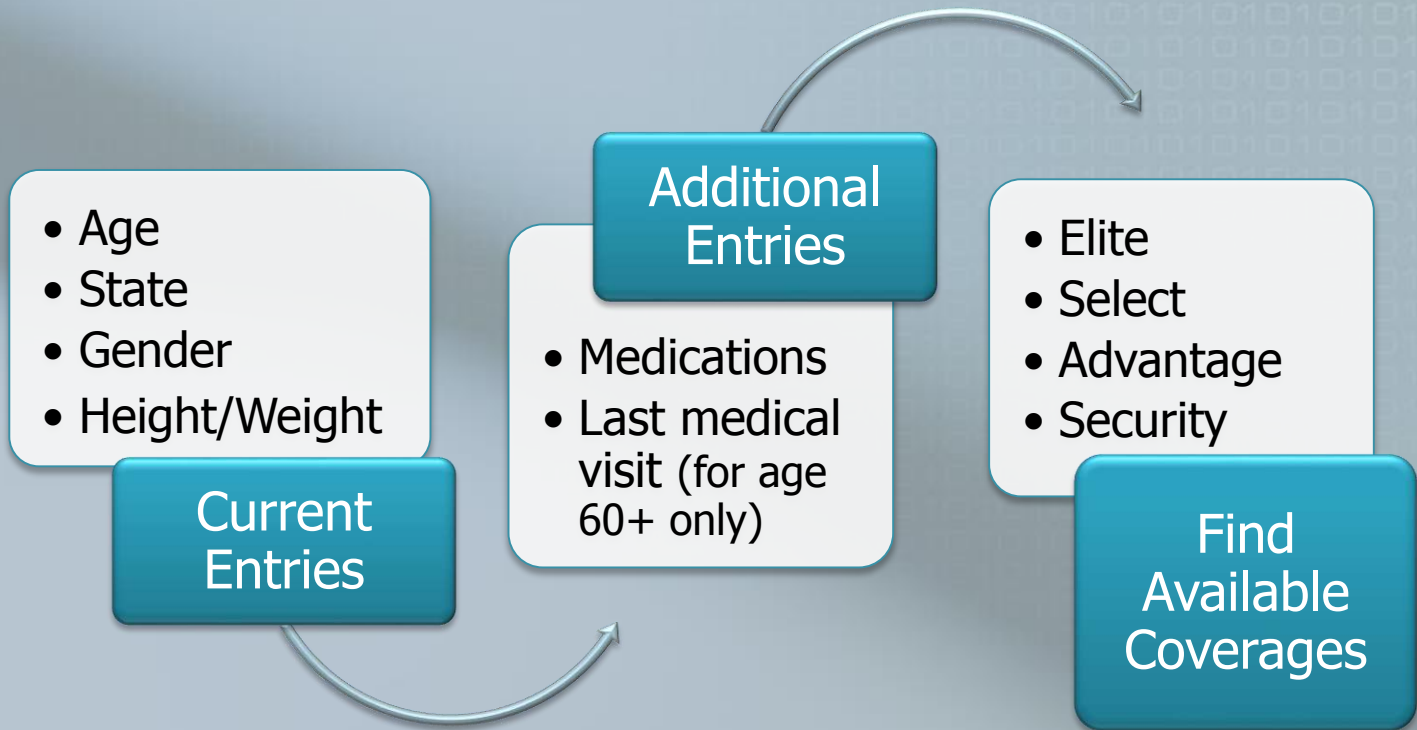 • Age
• State
• Gender
• Height/Weight
Current
Entries
Additional
Entries
• Medications
• Last medical
visit (for age
60+ only)
• Elite
• Select
• Advantage
• Security
Find
Available
Coverages